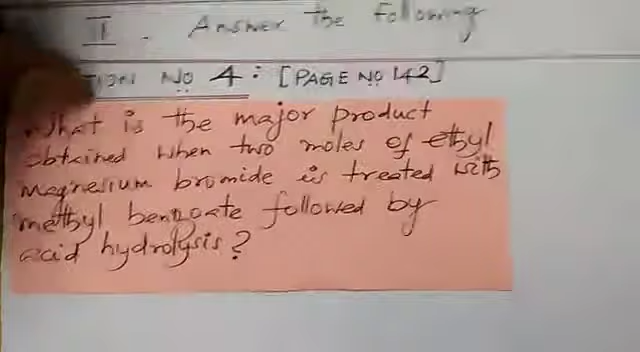 II. Answer the following
NO 4: [PAGE NO 142]
What is the major product
obtained when two moles of ethyl
magnesium bromide is treated with
methyl benzoate followed by
acid hydrolysis?